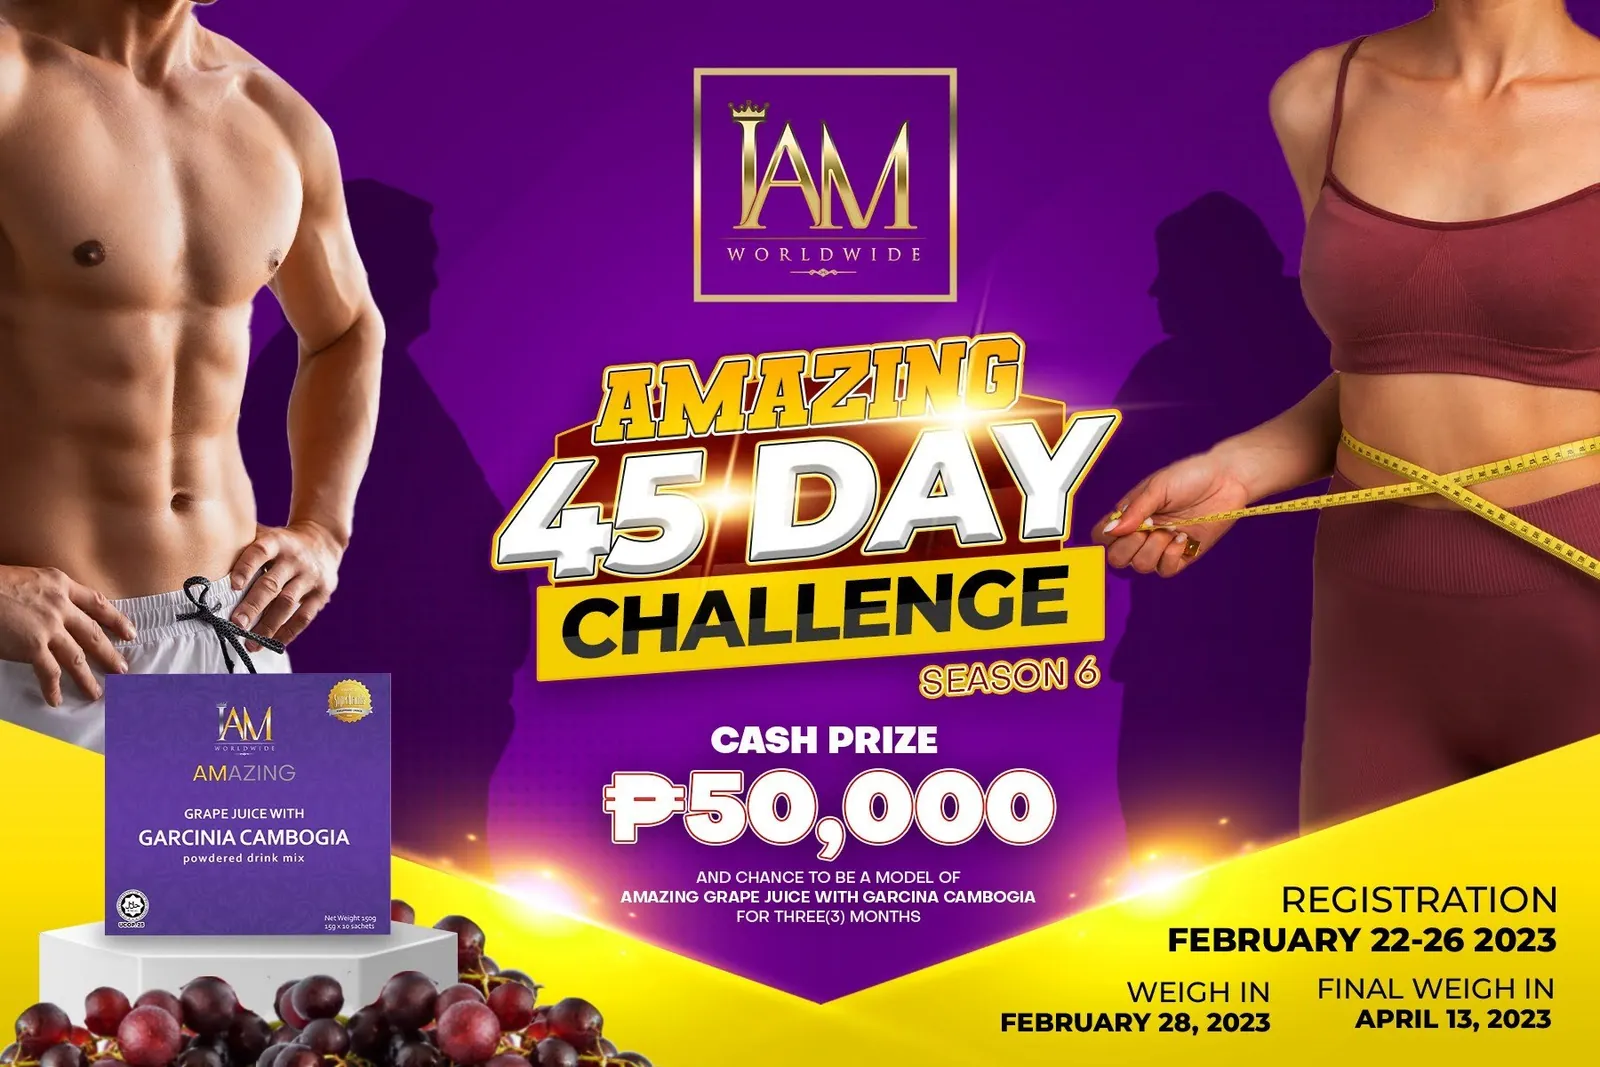 IAM
WORLDWIDE
AMAZING
45 DAY
CHALLENGE
SEASON 6
CASH PRIZE
₱50,000
AND CHANCE TO BE A MODEL OF
AMAZING GRAPE JUICE WITH GARCINA CAMBOGIA
FOR THREE(3) MONTHS
IAM
WORLDWIDE
AMAZING
GRAPE JUICE WITH
GARCINIA CAMBOGIA
powdered drink mix
Net Weight 150g
15g x 10 sachets
REGISTRATION
FEBRUARY 22-26 2023
WEIGH IN
FEBRUARY 28, 2023
FINAL WEIGH IN
APRIL 13, 2023